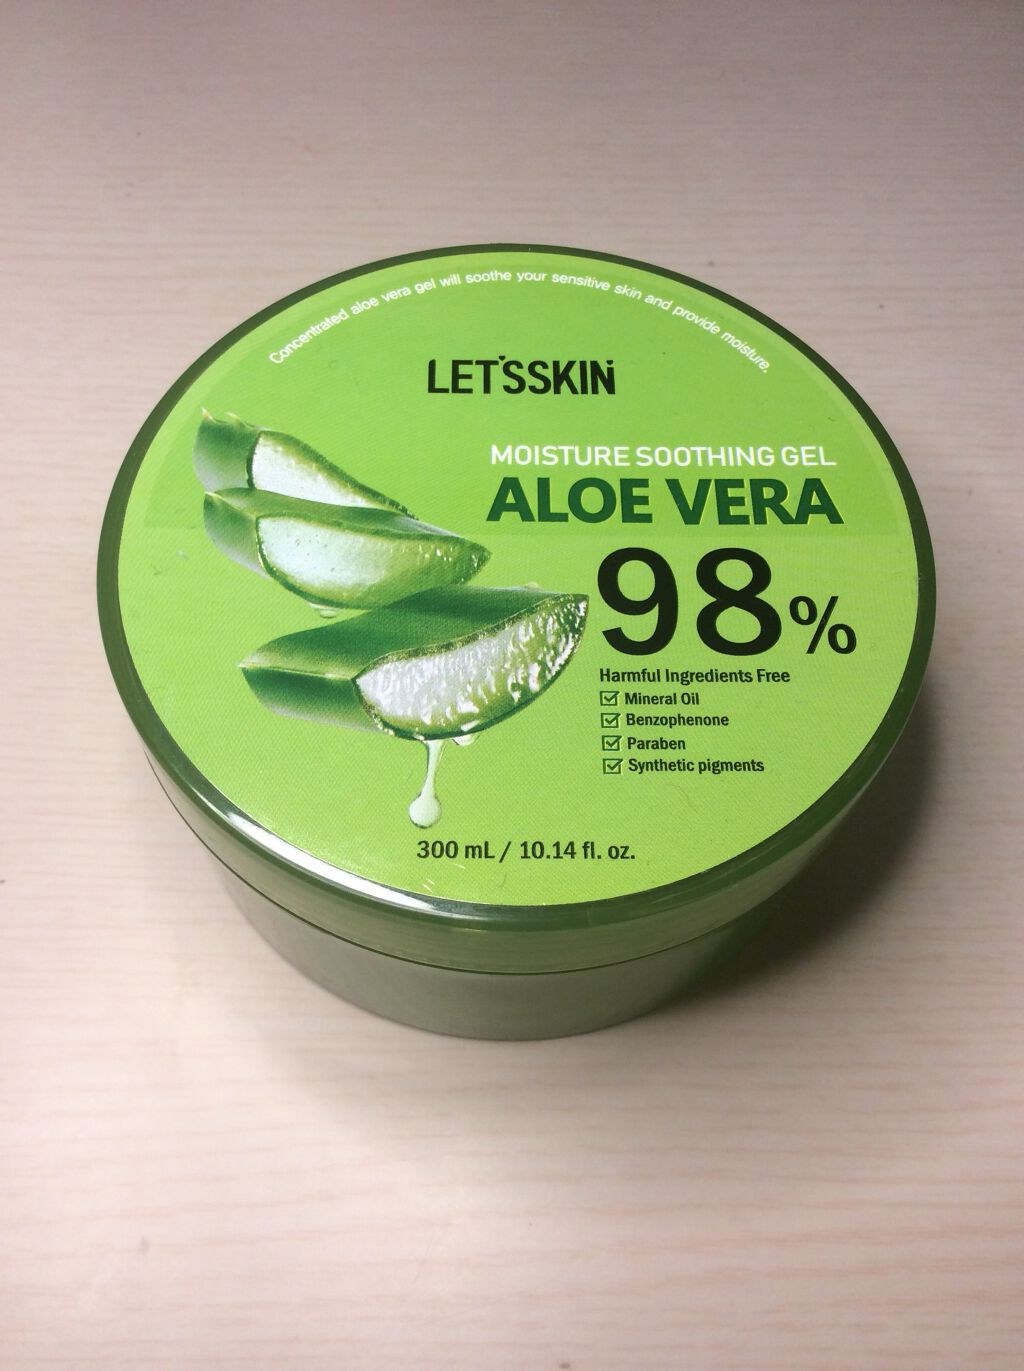 Concentrated aloe vera gel will soothe your sensitive skin and provide moisture.
LET'SSKIN
MOISTURE SOOTHING GEL
ALOE VERA
98%
Harmful Ingredients Free
Mineral Oil
Benzophenone
Paraben
Synthetic pigments
300 mL / 10.14 fl. oz.